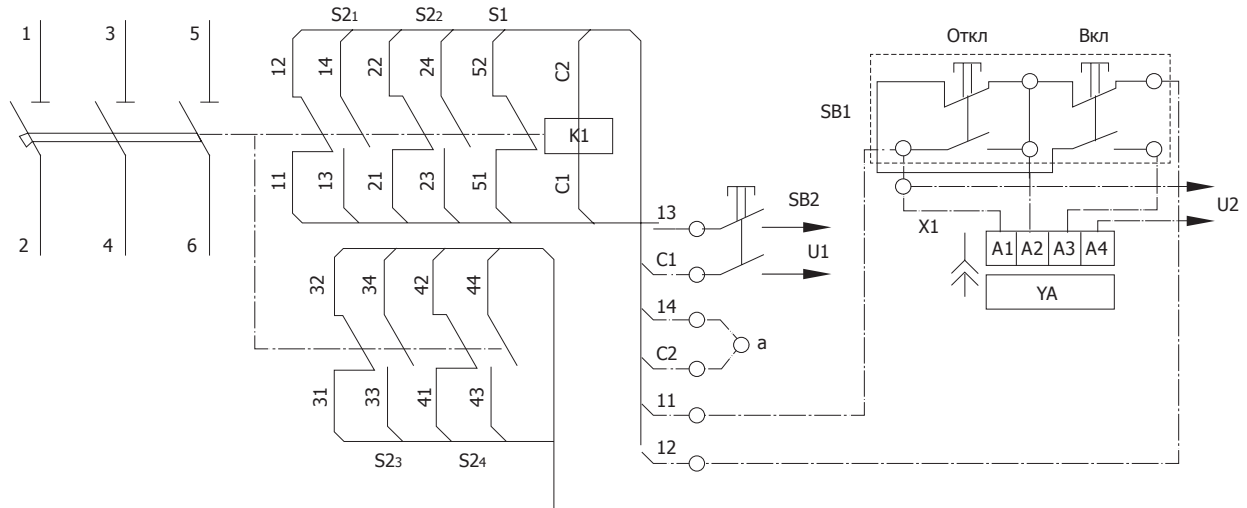 S2₁ S2₂ S1
1 3 5
Откл Вкл
12 14 22 24 52 C2
SB1
K1
11 13 21 23 51 C1
2 4 6
13 SB2
C1 U1
14
a
C2
11
12
X1
A1 A2 A3 A4
U2
YA
32 34 42 44
31 33 41 43
S2₃ S2₄